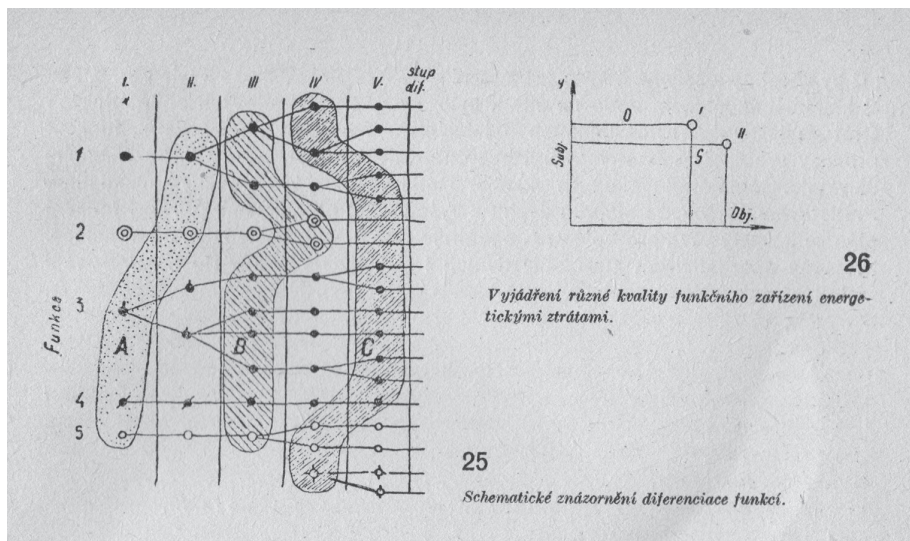 I. II. III IV V. stup
dif.
1
2
3
4
5
Funkce
A B C
y
Subj.
O I
S II
Obj.
26
Vyjádření různé kvality funkčního zařízení energe-
tickými ztrátami.
25
Schematické znázornění diferenciace funkcí.